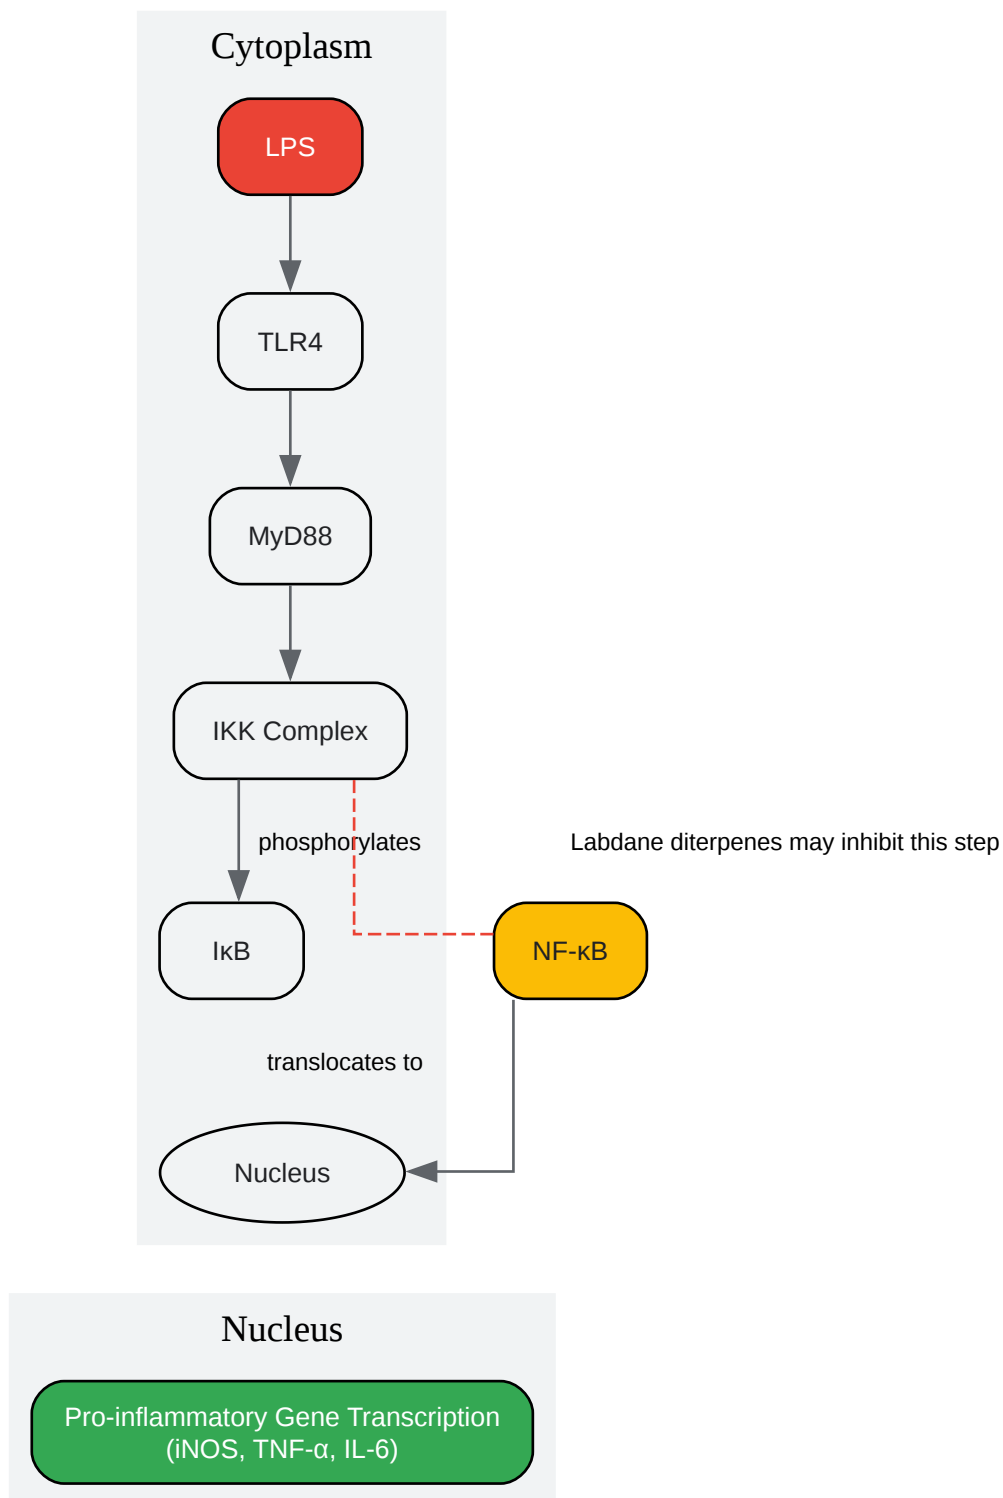 Cytoplasm
LPS
TLR4
MyD88
IKK Complex
phosphorylates
Labdane diterpenes may inhibit this step
IκB
NF-κB
translocates to
Nucleus
Nucleus
Pro-inflammatory Gene Transcription
(iNOS, TNF-α, IL-6)